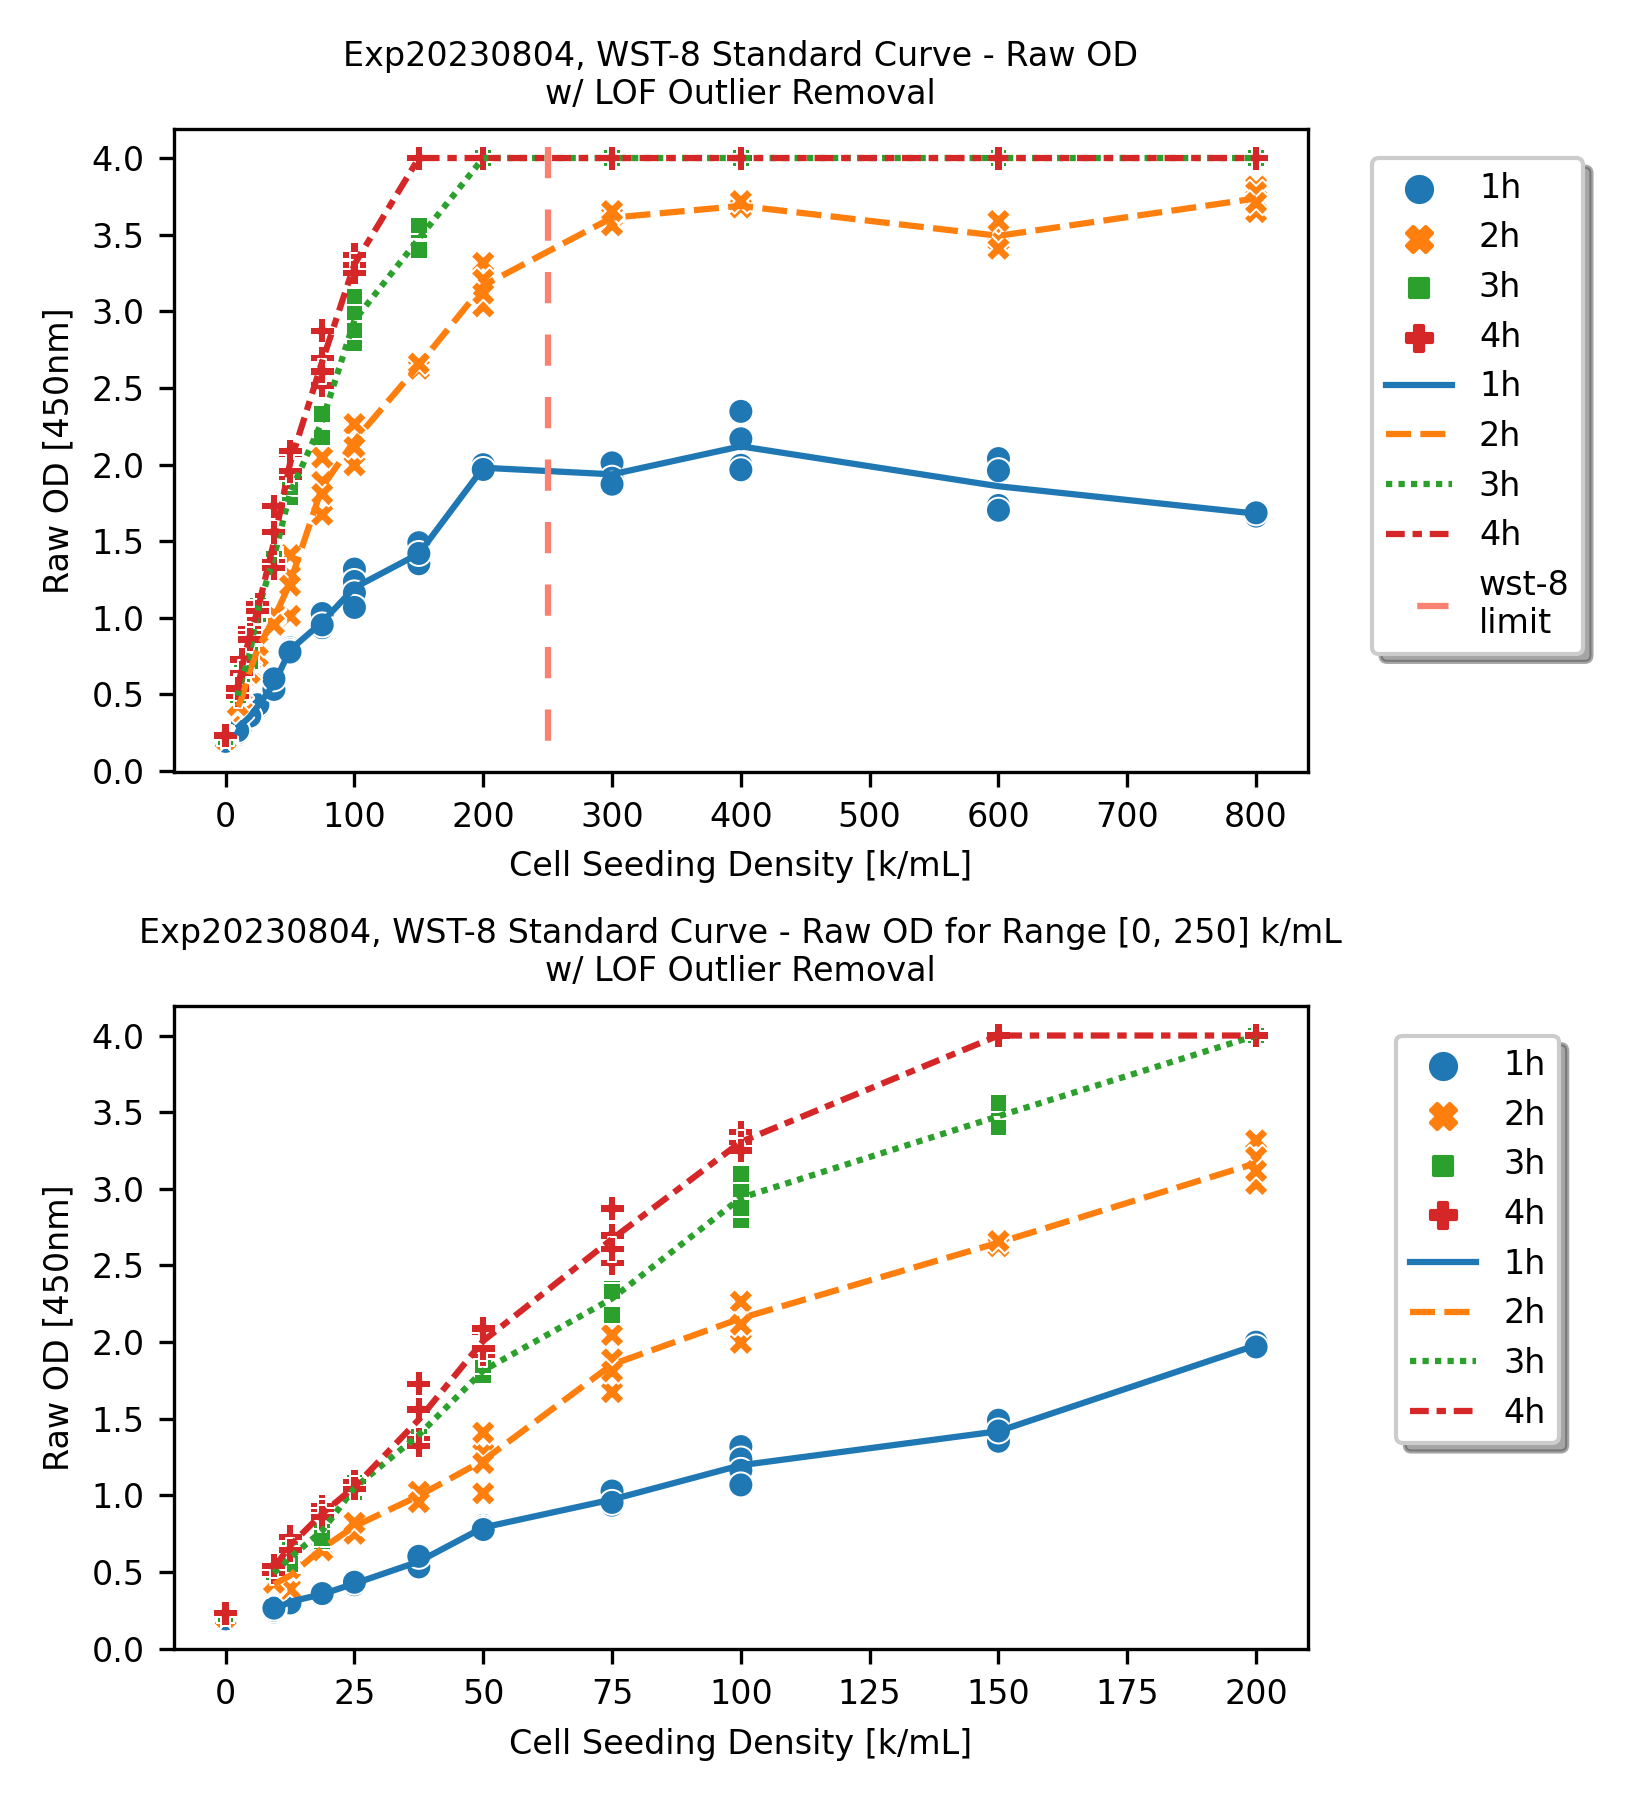 Exp20230804, WST-8 Standard Curve - Raw OD
w/ LOF Outlier Removal
4.0
3.5
3.0
2.5
2.0
1.5
1.0
0.5
0.0
Raw OD [450nm]
0 100 200 300 400 500 600 700 800
Cell Seeding Density [k/mL]
1h
2h
3h
4h
1h
2h
3h
4h
wst-8
limit
Exp20230804, WST-8 Standard Curve - Raw OD for Range [0, 250] k/mL
w/ LOF Outlier Removal
4.0
3.5
3.0
2.5
2.0
1.5
1.0
0.5
0.0
Raw OD [450nm]
0 25 50 75 100 125 150 175 200
Cell Seeding Density [k/mL]
1h
2h
3h
4h
1h
2h
3h
4h